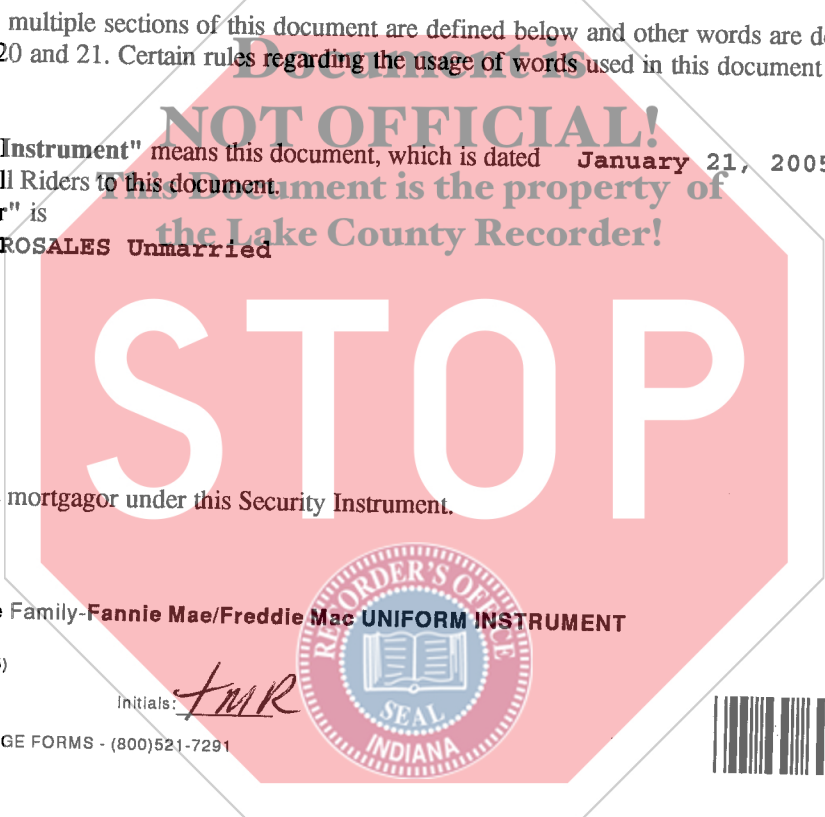 multiple sections of this document are defined below and other words are de
20 and 21. Certain rules regarding the usage of words used in this document
Document is
NOT OFFICIAL!
Instrument" means this document, which is dated January 21, 2005
ll Riders to this document.
This Document is the property of
r" is
the Lake County Recorder!
ROSALES Unmarried
STOP
mortgagor under this Security Instrument.
RECORDER'S OFFICE
e Family-Fannie Mae/Freddie Mac UNIFORM INSTRUMENT
Initials: TMR
SEAL
INDIANA
GE FORMS - (800)521-7291